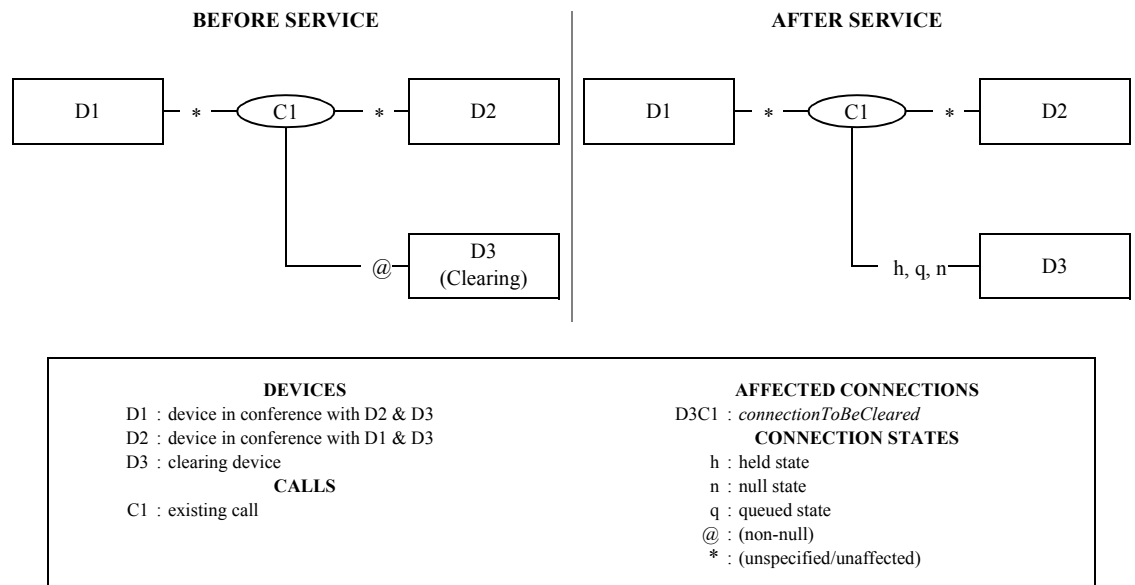 BEFORE SERVICE
D1
*
C1
*
D2
@
D3
(Clearing)
AFTER SERVICE
D1
*
C1
*
D2
h, q, n
D3
DEVICES
D1 : device in conference with D2 & D3
D2 : device in conference with D1 & D3
D3 : clearing device
CALLS
C1 : existing call
AFFECTED CONNECTIONS
D3C1 : connectionToBeCleared
CONNECTION STATES
h : held state
n : null state
q : queued state
@ : (non-null)
* : (unspecified/unaffected)